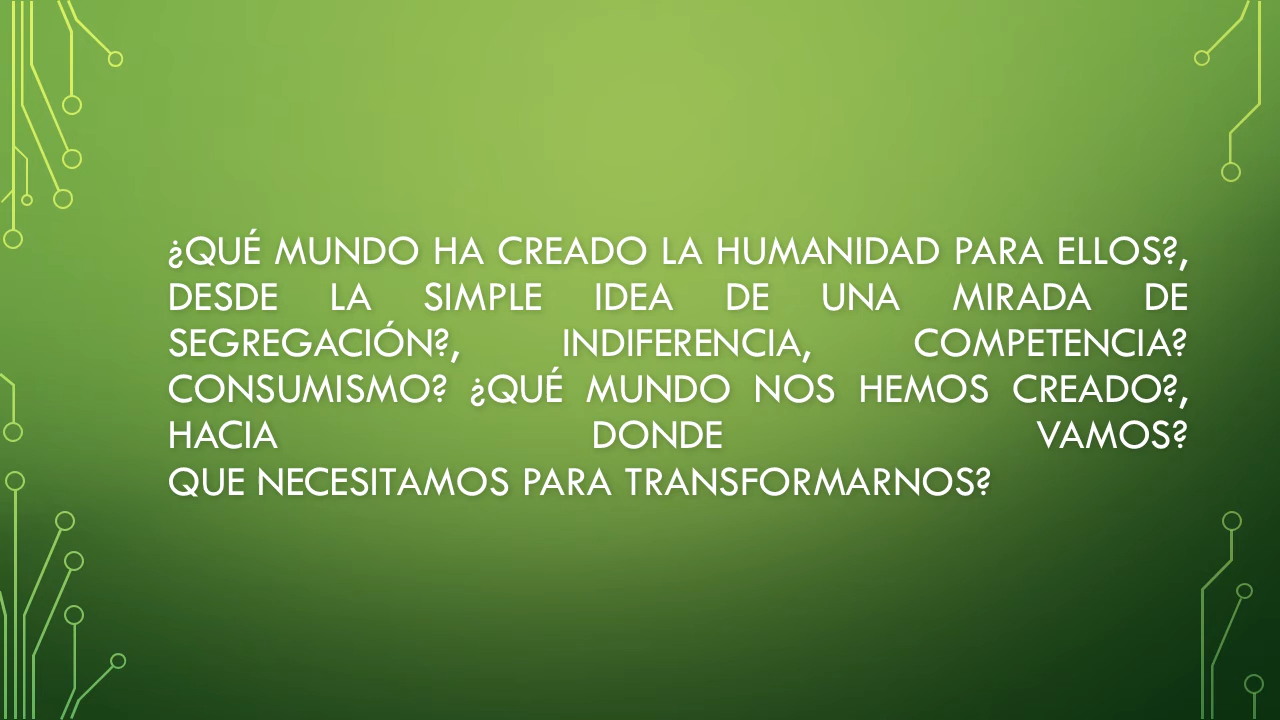 ¿QUÉ MUNDO HA CREADO LA HUMANIDAD PARA ELLOS?,
DESDE LA SIMPLE IDEA DE UNA MIRADA DE
SEGREGACIÓN?, INDIFERENCIA, COMPETENCIA?
CONSUMISMO? ¿QUÉ MUNDO NOS HEMOS CREADO?,
HACIA DONDE VAMOS?
QUE NECESITAMOS PARA TRANSFORMARNOS?